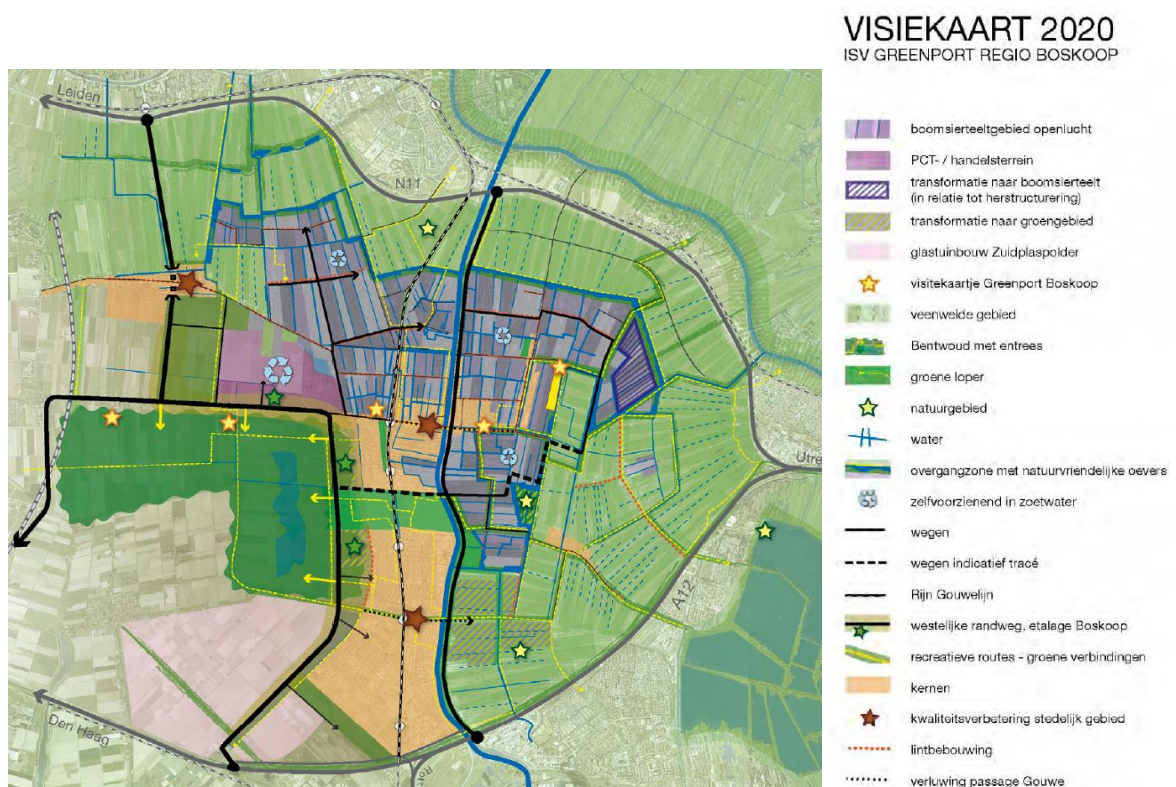 VISIEKAART 2020
ISV GREENPORT REGIO BOSKOOP
boomsierteeltgebied openlucht
PCT- / handelsterrein
transformatie naar boomsierteelt
(in relatie tot herstructurering)
transformatie naar groengebied
glastuinbouw Zuidplaspolder
visitekaartje Greenport Boskoop
veenweide gebied
Bentwoud met entrees
groene loper
natuurgebied
water
overgangzone met natuurvriendelijke oevers
zelfvoorzienend in zoetwater
wegen
wegen indicatief tracé
Rijn Gouwelijn
westelijke randweg, etalage Boskoop
recreatieve routes - groene verbindingen
kernen
kwaliteitsverbetering stedelijk gebied
lintbebouwing
verluwing passage Gouwe
Leiden
N11
Utre
A12
Den Haag